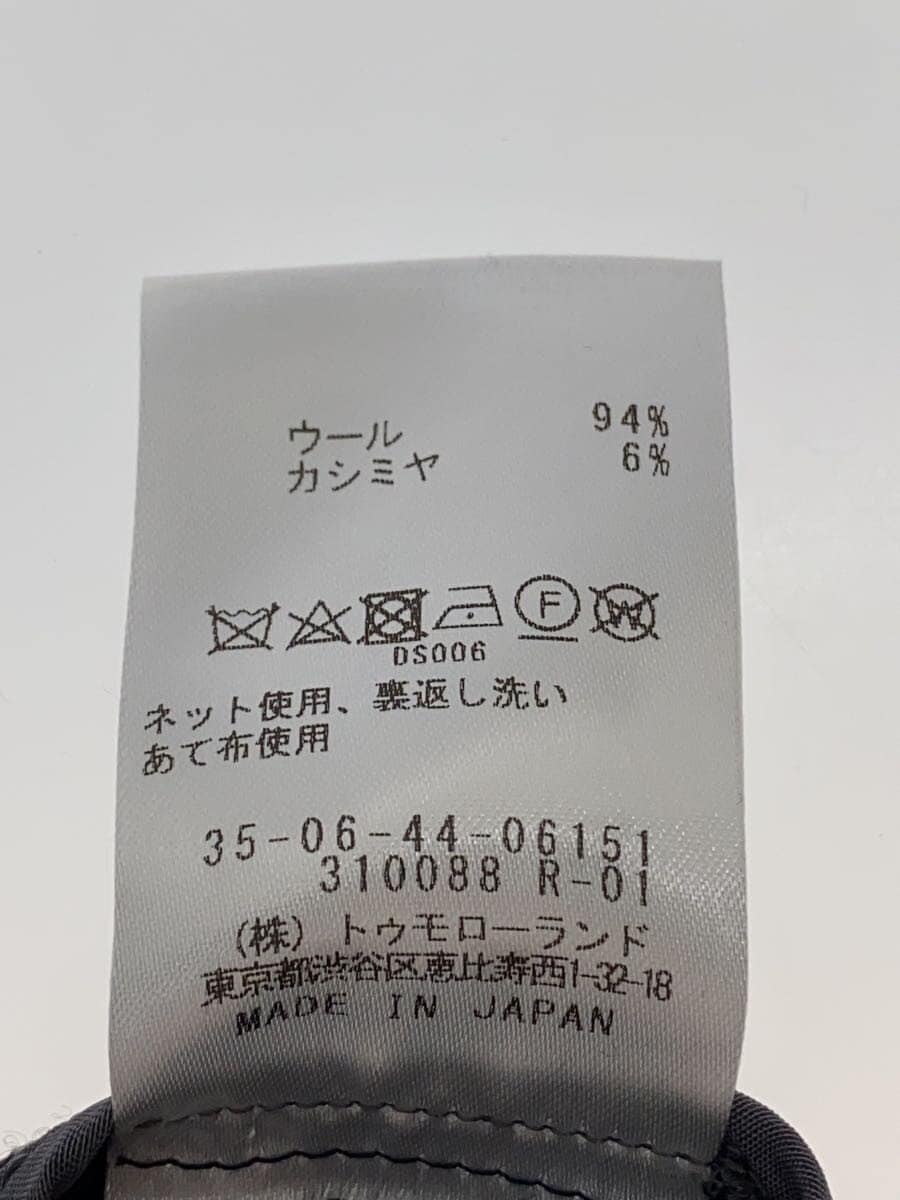 ウール 94%
カシミヤ 6%
F W
DS006
ネット使用、裏返し洗い
あて布使用
35-06-44-06151
310088 R-01
(株) トゥモローランド
東京都渋谷区恵比寿西1-32-18
MADE IN JAPAN